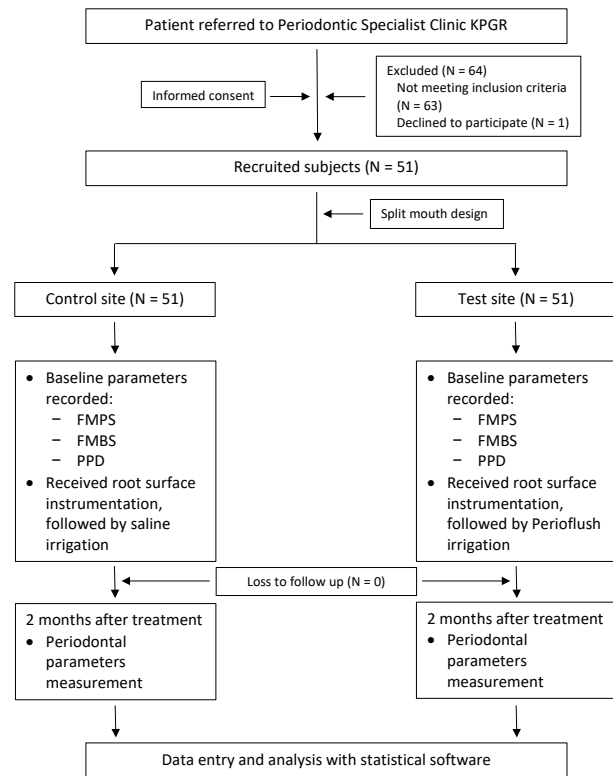 Patient referred to Periodontic Specialist Clinic KPGR
Informed consent
Excluded (N = 64)
Not meeting inclusion criteria
(N = 63)
Declined to participate (N = 1)
Recruited subjects (N = 51)
Split mouth design
Control site (N = 51)
Test site (N = 51)
• Baseline parameters
recorded:
– FMPS
– FMBS
– PPD
• Received root surface
instrumentation,
followed by saline
irrigation
• Baseline parameters
recorded:
– FMPS
– FMBS
– PPD
• Received root surface
instrumentation,
followed by Perioflush
irrigation
Loss to follow up (N = 0)
2 months after treatment
• Periodontal
parameters
measurement
2 months after treatment
• Periodontal
parameters
measurement
Data entry and analysis with statistical software